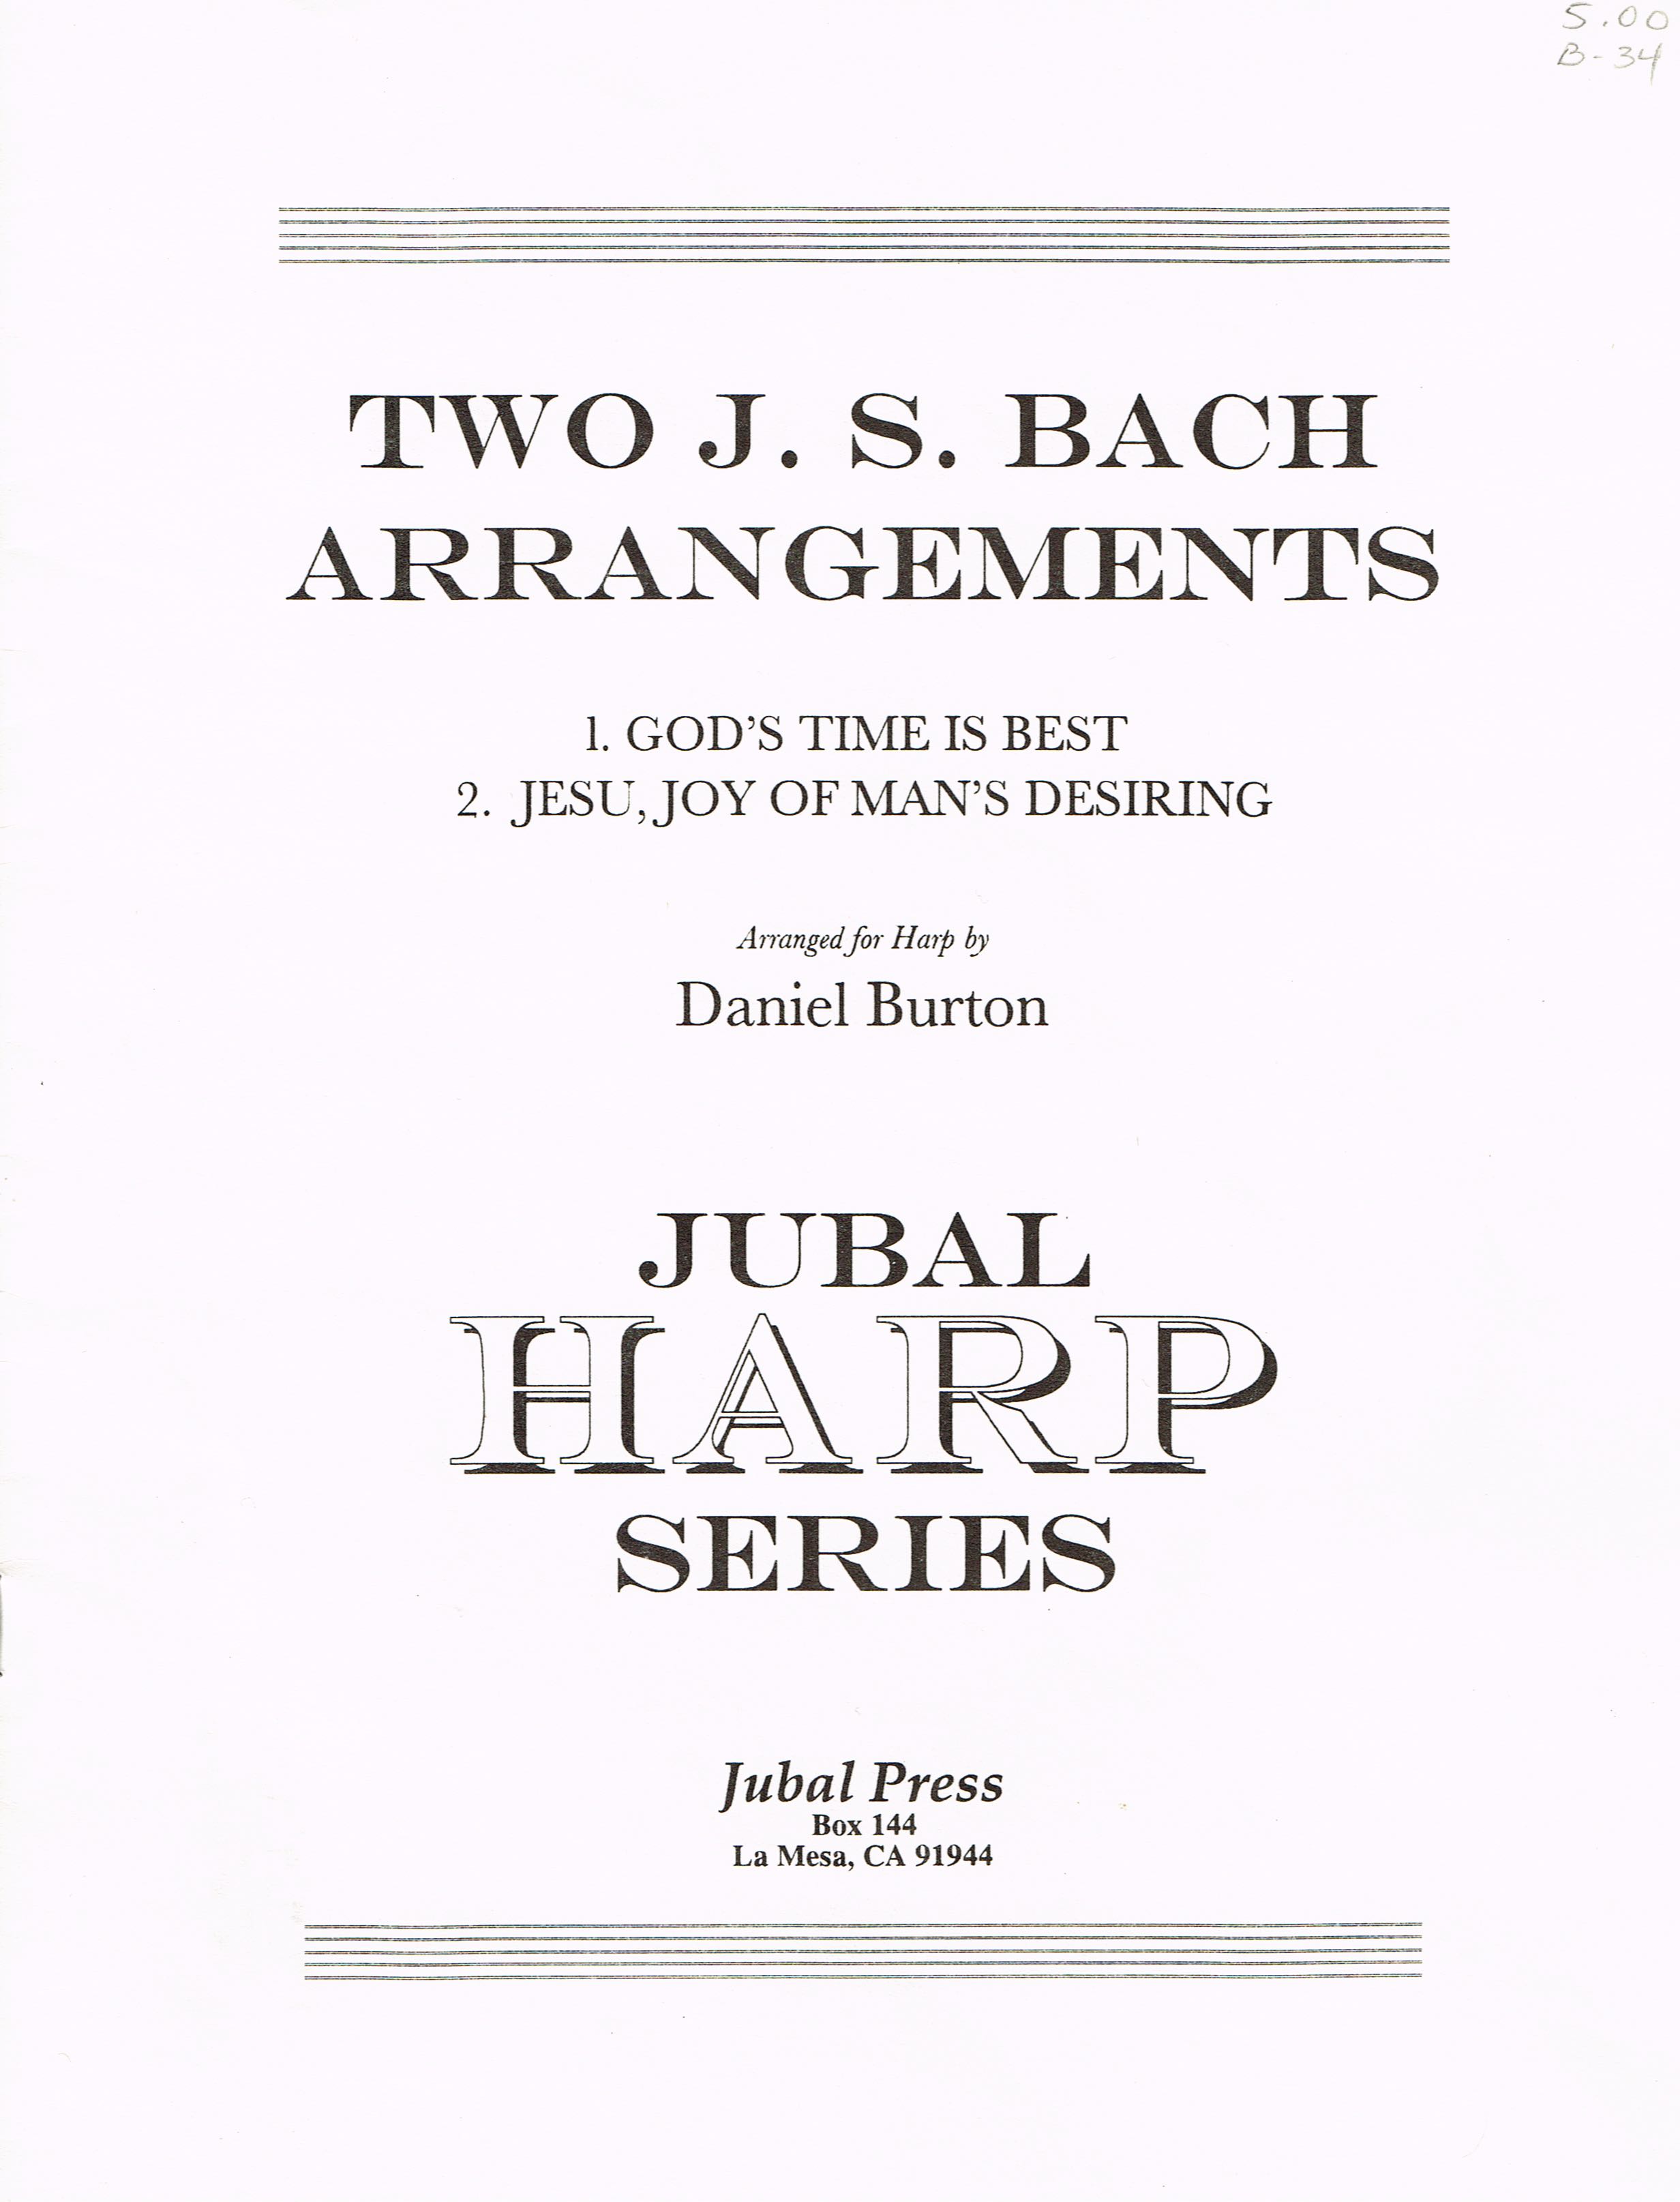 5.00
B-34
TWO J. S. BACH
ARRANGEMENTS
1. GOD'S TIME IS BEST
2. JESU, JOY OF MAN'S DESIRING
Arranged for Harp by
Daniel Burton
JUBAL
HARP
SERIES
Jubal Press
Box 144
La Mesa, CA 91944